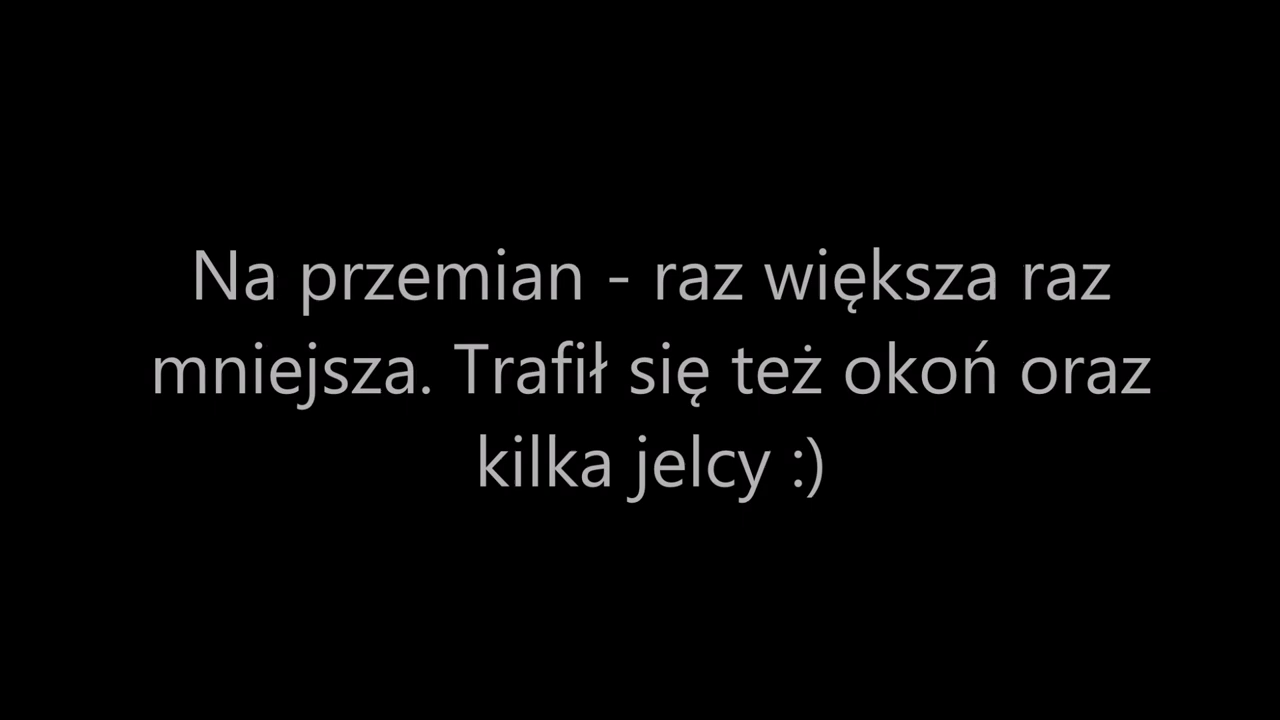 Na przemian - raz większa raz
mniejsza. Trafił się też okoń oraz
kilka jelcy :)